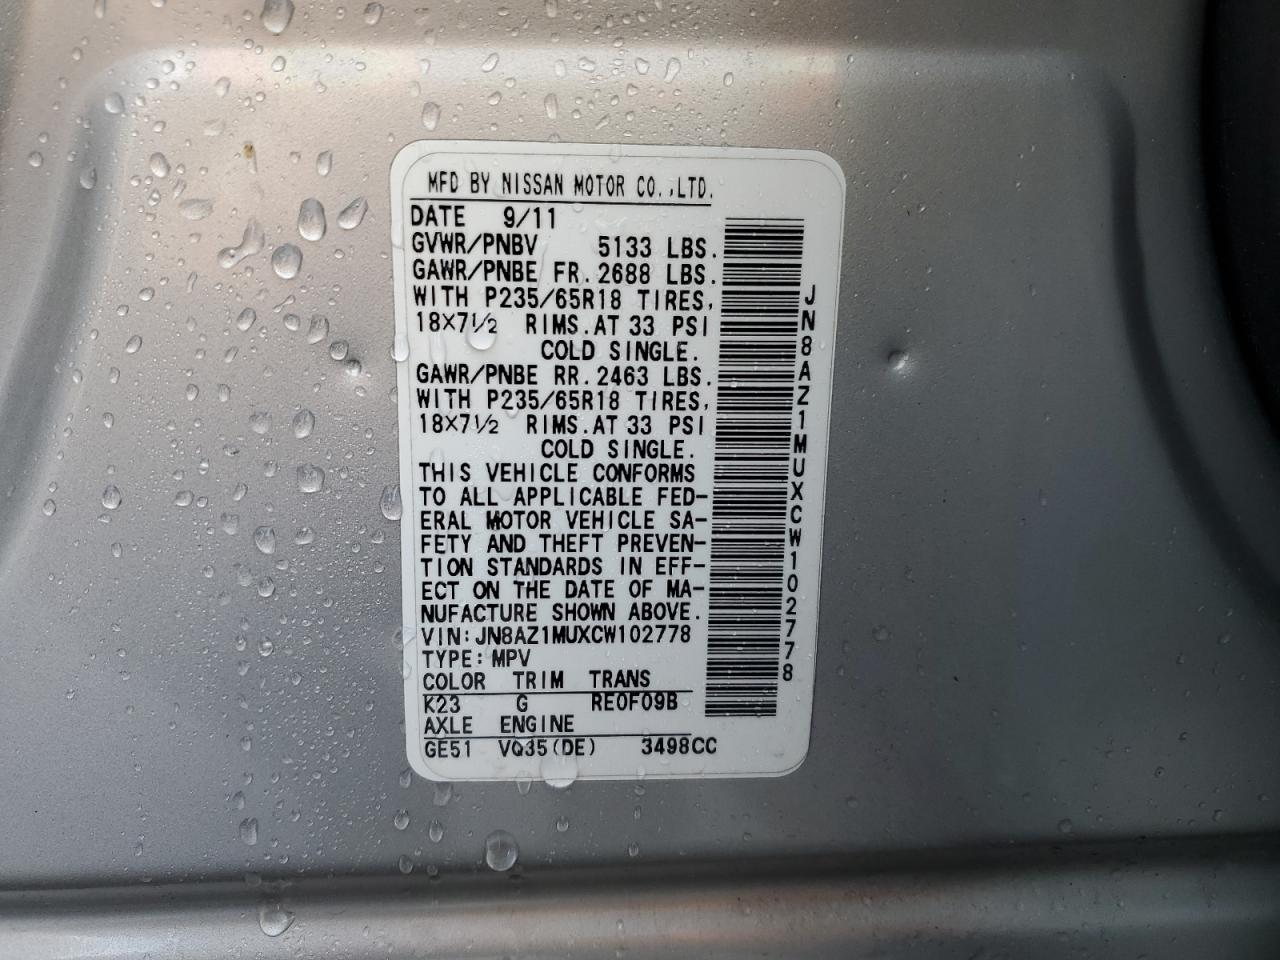 MFD BY NISSAN MOTOR CO.,LTD.
DATE 9/11
GVWR/PNBV 5133 LBS.
GAWR/PNBE FR. 2688 LBS.
WITH P235/65R18 TIRES,
18×7½ RIMS. AT 33 PSI
COLD SINGLE.
GAWR/PNBE RR. 2463 LBS.
WITH P235/65R18 TIRES,
18×7½ RIMS. AT 33 PSI
COLD SINGLE.
THIS VEHICLE CONFORMS
TO ALL APPLICABLE FED-
ERAL MOTOR VEHICLE SA-
FETY AND THEFT PREVEN-
TION STANDARDS IN EFF-
ECT ON THE DATE OF MA-
NUFACTURE SHOWN ABOVE.
VIN: JN8AZ1MUXCW102778
TYPE: MPV
COLOR TRIM TRANS
K23 G RE0F09B
AXLE ENGINE
GE51 VQ35(DE) 3498CC
JN8AZ1MUXCW102778